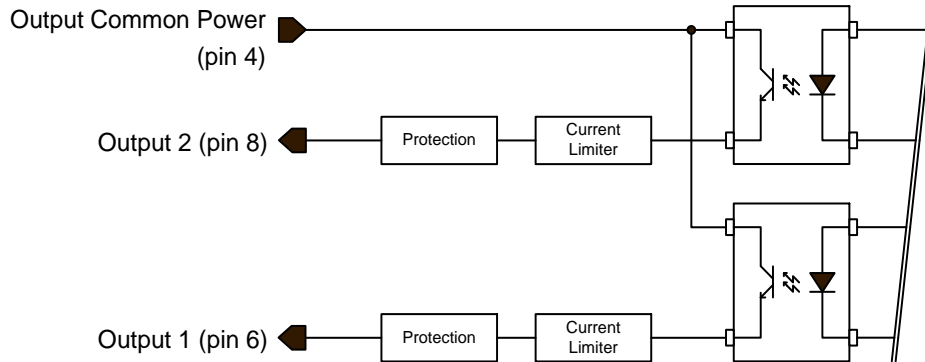 Output Common Power
(pin 4)
Output 2 (pin 8)
Protection
Current
Limiter
Output 1 (pin 6)
Protection
Current
Limiter